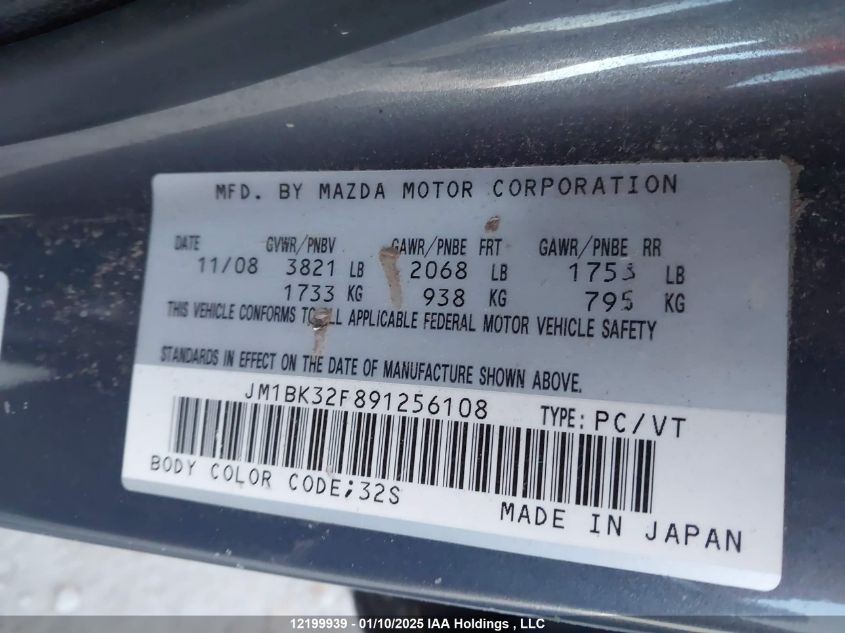 MFD. BY MAZDA MOTOR CORPORATION
DATE GVWR/PNBV GAWR/PNBE FRT GAWR/PNBE RR
11/08 3821 LB 2068 LB 1753 LB
1733 KG 938 KG 795 KG
THIS VEHICLE CONFORMS TO ALL APPLICABLE FEDERAL MOTOR VEHICLE SAFETY
STANDARDS IN EFFECT ON THE DATE OF MANUFACTURE SHOWN ABOVE.
JM1BK32F891256108 TYPE: PC/VT
BODY COLOR CODE;32S
MADE IN JAPAN
12199939 - 01/10/2025 IAA Holdings , LLC